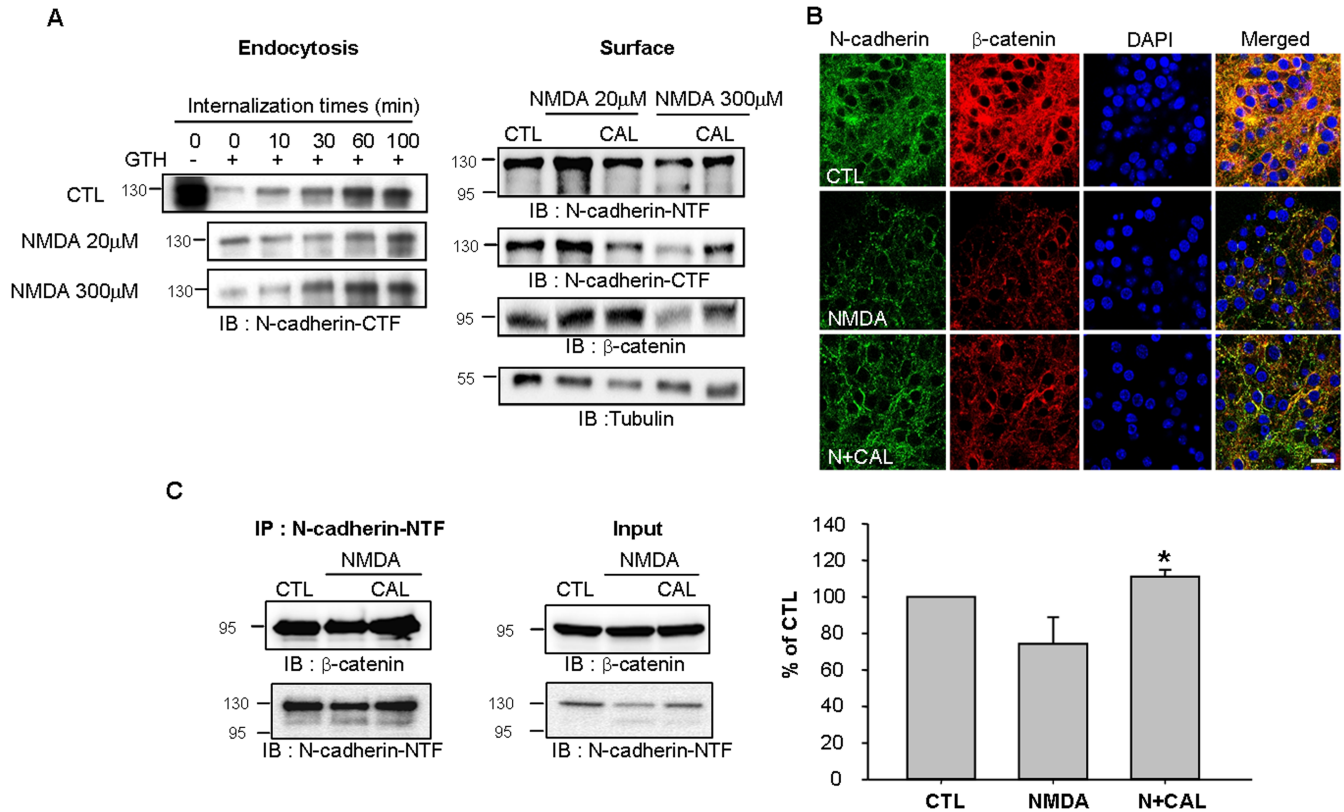 A
Endocytosis
Internalization times (min)
0 0 10 30 60 100
GTH - + + + + +
CTL 130
NMDA 20μM 130
NMDA 300μM 130
IB : N-cadherin-CTF
Surface
NMDA 20μM NMDA 300μM
CTL CAL CAL
130
95
IB : N-cadherin-NTF
130
IB : N-cadherin-CTF
95
IB : β-catenin
55
IB :Tubulin
B
N-cadherin β-catenin DAPI Merged
CTL
NMDA
N+CAL
C
IP : N-cadherin-NTF
NMDA
CTL CAL
95
IB : β-catenin
130
95
IB : N-cadherin-NTF
Input
NMDA
CTL CAL
95
IB : β-catenin
130
95
IB : N-cadherin-NTF
% of CTL
140
120
100
80
60
40
20
0
*
CTL NMDA N+CAL